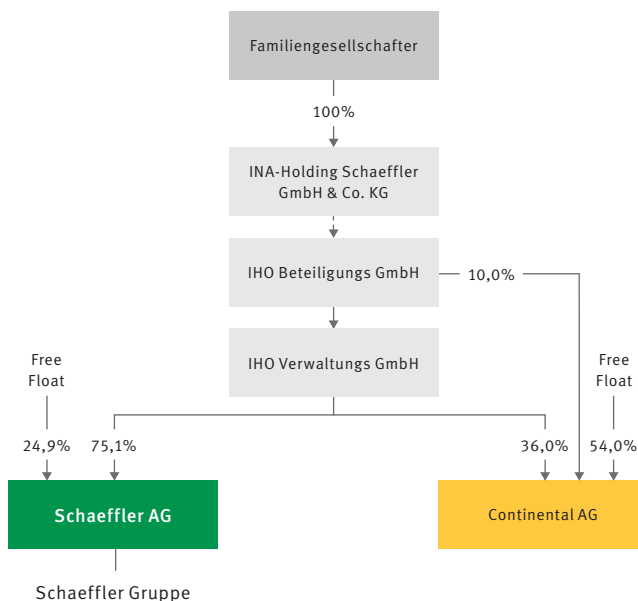 Familiengesellschafter
100%
INA-Holding Schaeffler
GmbH & Co. KG
IHO Beteiligungs GmbH
10,0%
IHO Verwaltungs GmbH
Free
Float
Free
Float
24,9%
75,1%
36,0%
54,0%
Schaeffler AG
Continental AG
Schaeffler Gruppe